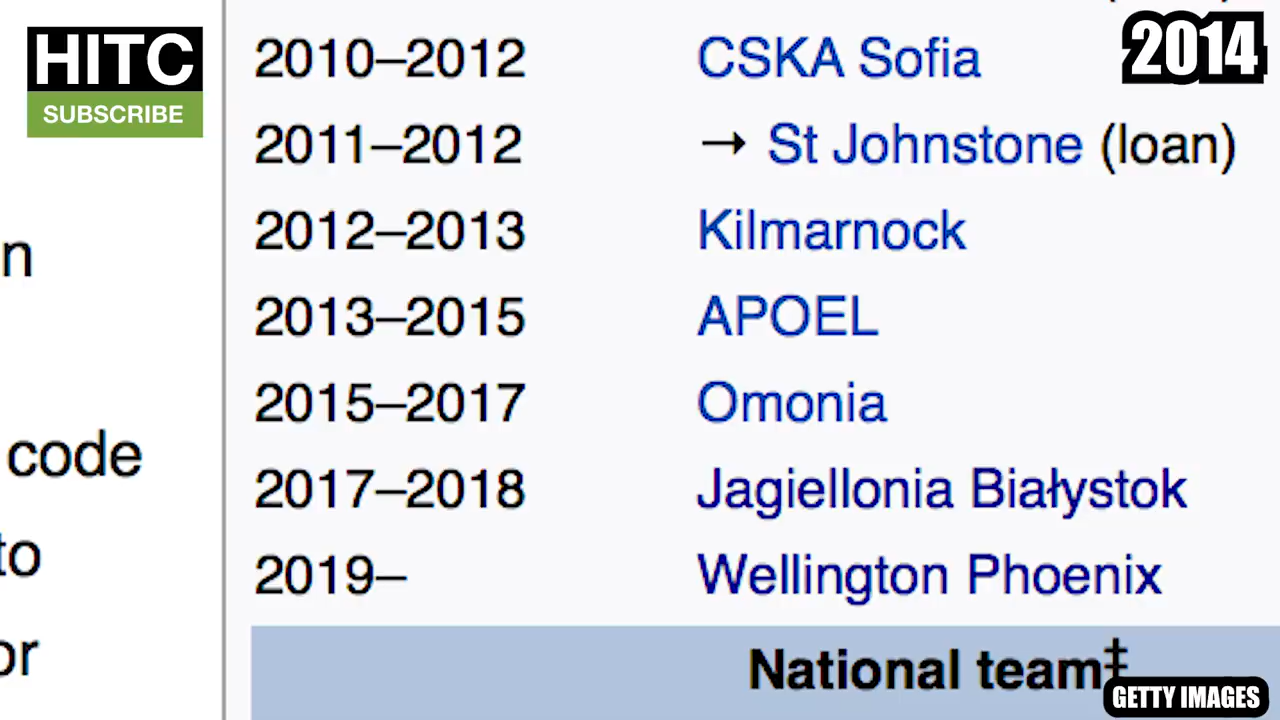 HITC
SUBSCRIBE
2014
2010–2012 CSKA Sofia
2011–2012 → St Johnstone (loan)
2012–2013 Kilmarnock
n
2013–2015 APOEL
2015–2017 Omonia
code
2017–2018 Jagiellonia Białystok
to
2019– Wellington Phoenix
or
National team‡
GETTY IMAGES